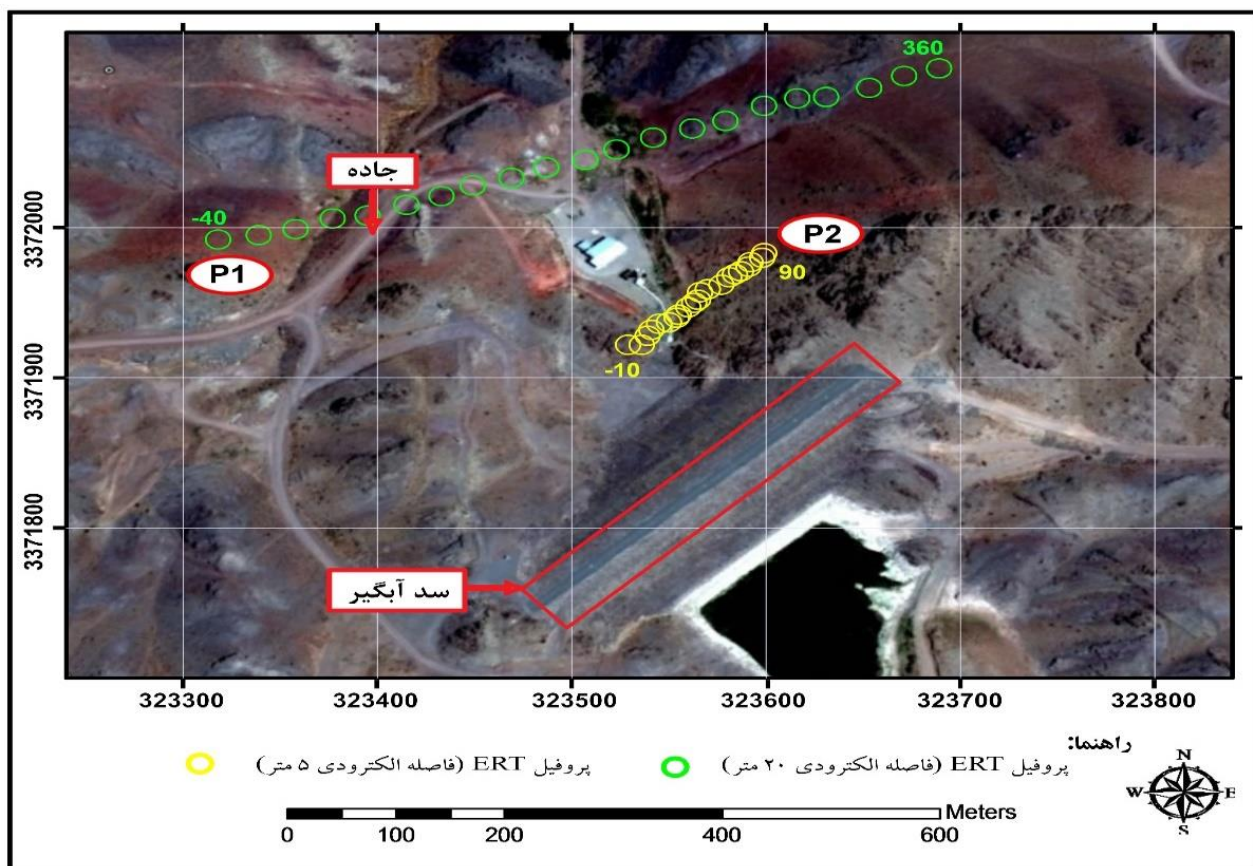 360
جاده
-40
P1
P2
90
-10
سد آبگیر
3372000
3371900
3371800
323300 323400 323500 323600 323700 323800
راهنما:
پروفیل ERT (فاصله الکترودی ۲۰ متر) پروفیل ERT (فاصله الکترودی ۵ متر)
N
W E
S
Meters
0 100 200 400 600